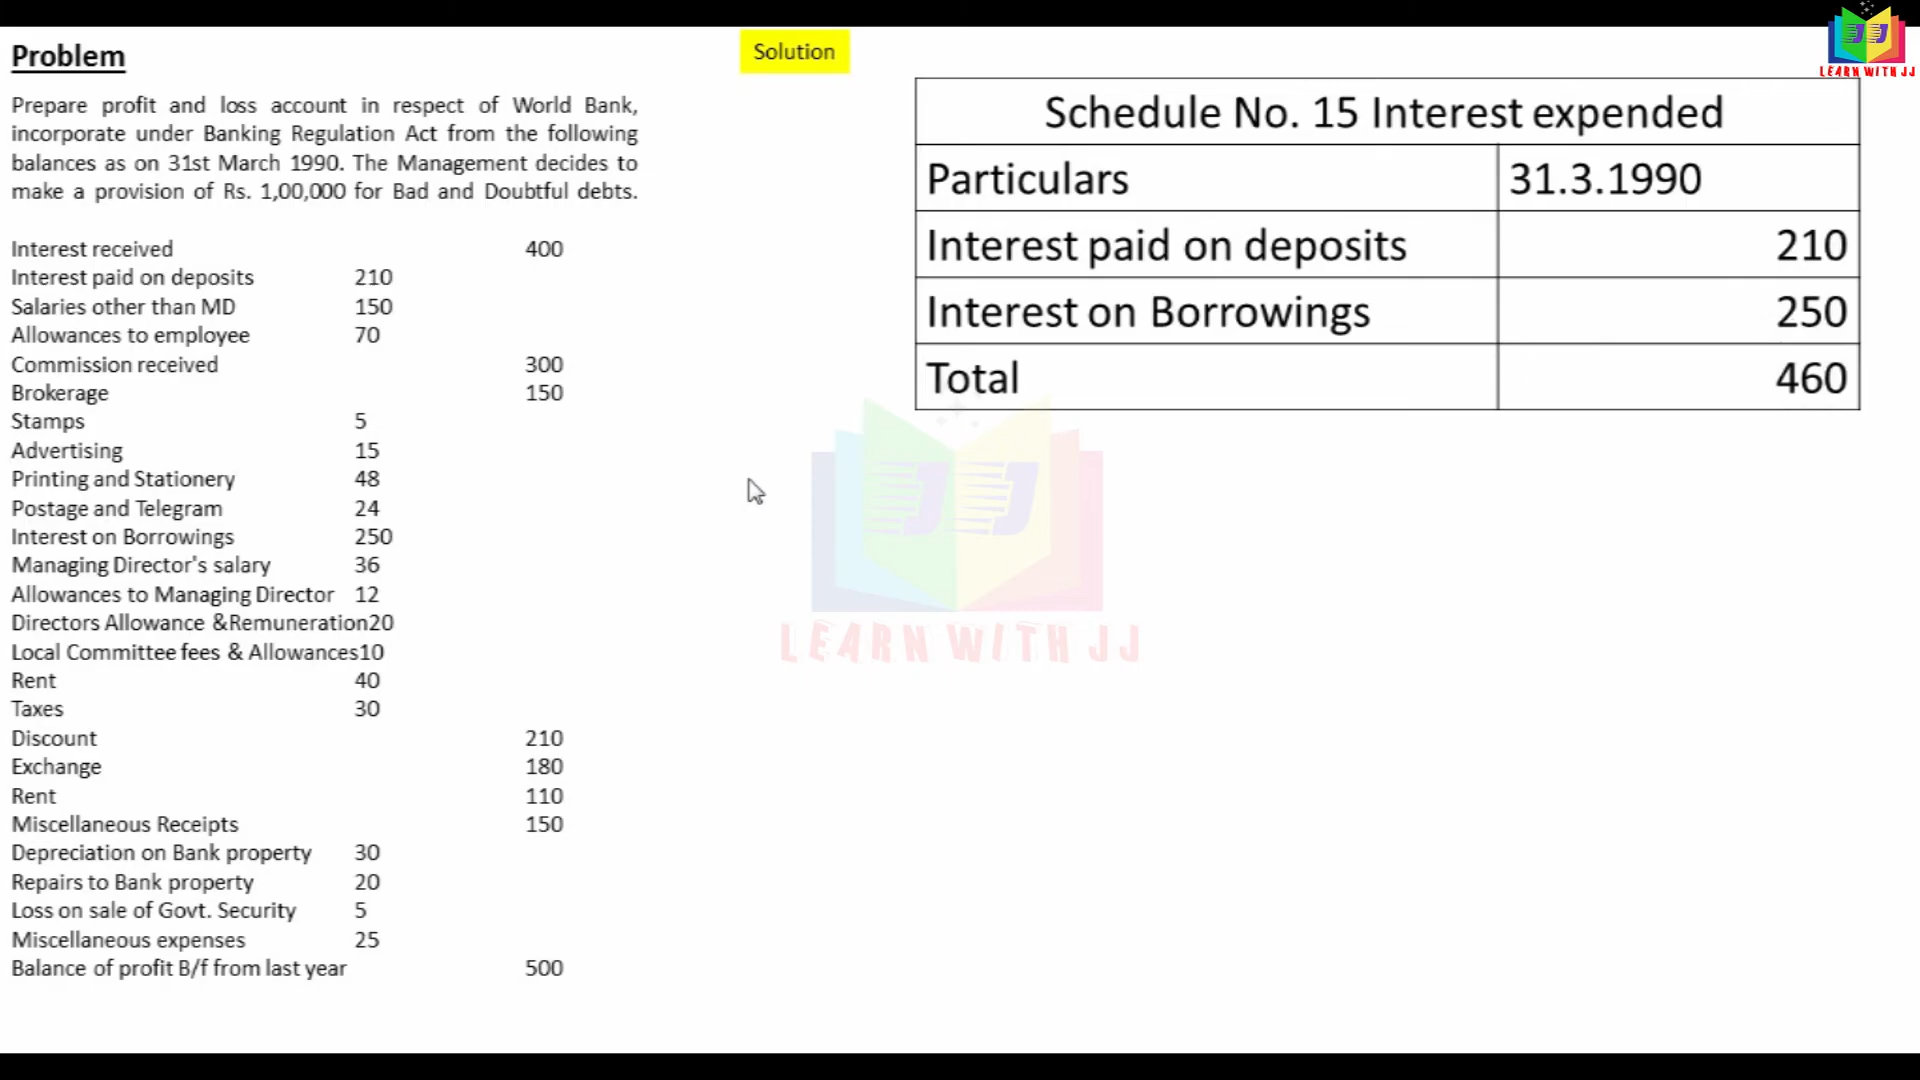 Problem
Prepare profit and loss account in respect of World Bank,
incorporate under Banking Regulation Act from the following
balances as on 31st March 1990. The Management decides to
make a provision of Rs. 1,00,000 for Bad and Doubtful debts.
Interest received 400
Interest paid on deposits 210
Salaries other than MD 150
Allowances to employee 70
Commission received 300
Brokerage 150
Stamps 5
Advertising 15
Printing and Stationery 48
Postage and Telegram 24
Interest on Borrowings 250
Managing Director's salary 36
Allowances to Managing Director 12
Directors Allowance &Remuneration20
Local Committee fees & Allowances10
Rent 40
Taxes 30
Discount 210
Exchange 180
Rent 110
Miscellaneous Receipts 150
Depreciation on Bank property 30
Repairs to Bank property 20
Loss on sale of Govt. Security 5
Miscellaneous expenses 25
Balance of profit B/f from last year 500
Solution
Schedule No. 15 Interest expended
Particulars 31.3.1990
Interest paid on deposits 210
Interest on Borrowings 250
Total 460
JJ
LEARN WITH JJ
JJ
LEARN WITH JJ